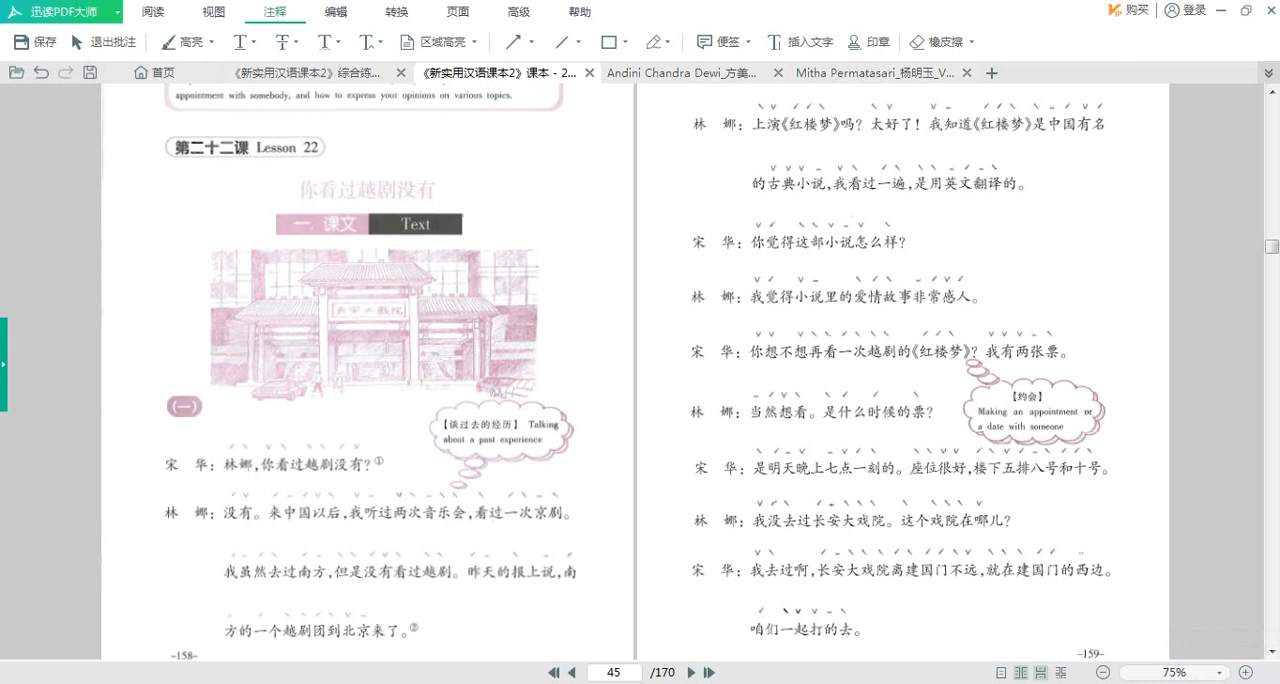 迅读PDF大师
阅读 视图 注释 编辑 转换 页面 高级 帮助
购买 登录
保存 退出批注 高亮 区域高亮 便签 插入文字 印章 橡皮擦
首页 《新实用汉语课本2》综合练... 《新实用汉语课本2》课本 - 2... Andini Chandra Dewi_方美... Mitha Permatasari_杨明玉_V...
appointment with somebody, and how to express your opinions on various topics.
第二十二课 Lesson 22
你看过越剧没有
一 课文 Text
长安大戏院
(一)
【谈过去的经历】 Talking
about a past experience
宋 华：林娜，你看过越剧没有？①
林 娜：没有。来中国以后，我听过两次音乐会，看过一次京剧。
我虽然去过南方，但是没有看过越剧。昨天的报上说，南
方的一个越剧团到北京来了。②
-158-
林 娜：上演《红楼梦》吗？太好了！我知道《红楼梦》是中国有名
的古典小说，我看过一遍，是用英文翻译的。
宋 华：你觉得这部小说怎么样？
林 娜：我觉得小说里的爱情故事非常感人。
宋 华：你想不想再看一次越剧的《红楼梦》？我有两张票。
【约会】
Making an appointment or
a date with someone
林 娜：当然想看。是什么时候的票？
宋 华：是明天晚上七点一刻的。座位很好，楼下五排八号和十号。
林 娜：我没去过长安大戏院。这个戏院在哪儿？
宋 华：我去过啊，长安大戏院离建国门不远，就在建国门的西边。
咱们一起打的去。
-159-
45 /170 75%